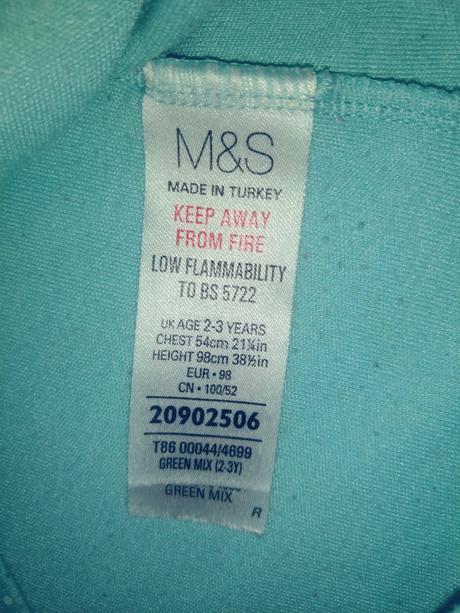 M&S
MADE IN TURKEY
KEEP AWAY
FROM FIRE
LOW FLAMMABILITY
TO BS 5722
UK AGE 2-3 YEARS
CHEST 54cm 21¼in
HEIGHT 98cm 38½in
EUR • 98
CN • 100/52
20902506
T86 00044/4699
GREEN MIX (2-3Y)
GREEN MIX
R